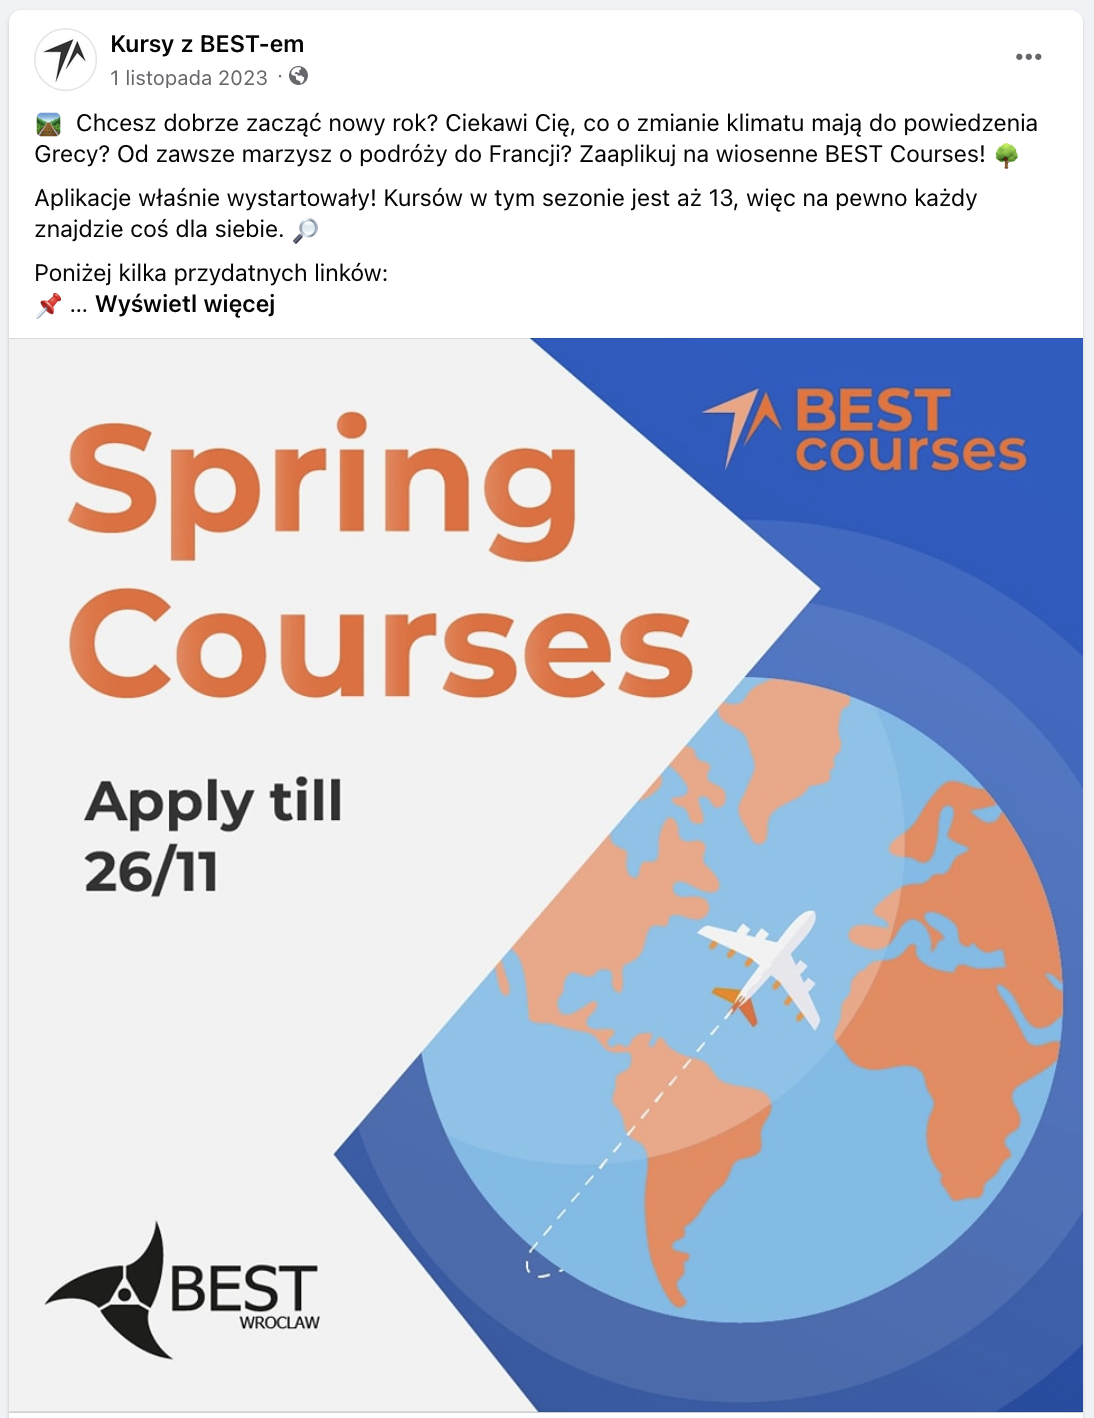 Kursy z BEST-em
1 listopada 2023 ·
Chcesz dobrze zacząć nowy rok? Ciekawi Cię, co o zmianie klimatu mają do powiedzenia
Grecy? Od zawsze marzysz o podróży do Francji? Zaaplikuj na wiosenne BEST Courses!
Aplikacje właśnie wystartowały! Kursów w tym sezonie jest aż 13, więc na pewno każdy
znajdzie coś dla siebie.
Poniżej kilka przydatnych linków:
... Wyświetl więcej
BEST
courses
Spring
Courses
Apply till
26/11
BEST
WROCLAW